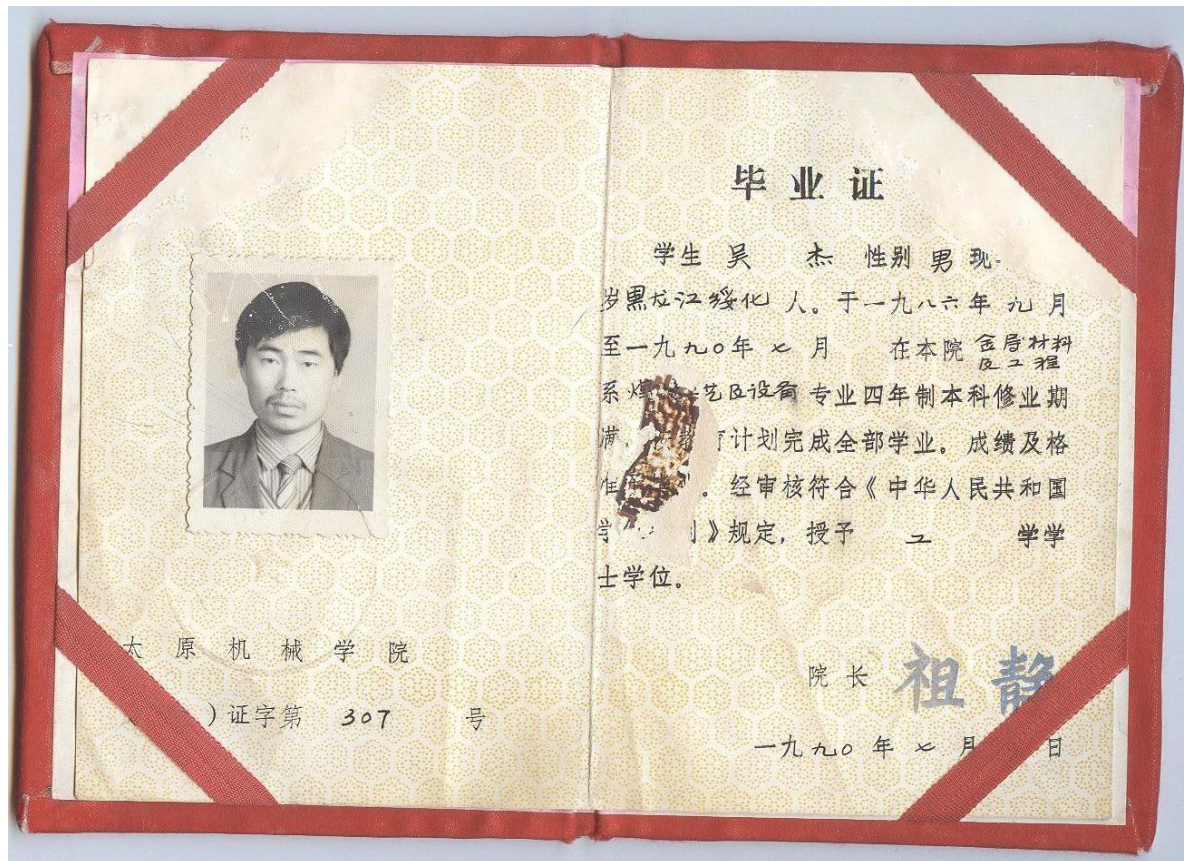 太原机械学院
）证字第 307 号
毕业证
学生 吴 杰 性别 男 现
岁黑龙江绥化 人。于一九八六年 九 月
至一九九〇年 七 月 在本院 金属材料
及工程
系 艺及设备 专业四年制本科修业期
满， 计划完成全部学业。成绩及格
准 。经审核符合《中华人民共和国
学 》规定，授予 工 学学
士学位。
院长 祖静
一九九〇年 七 月 日